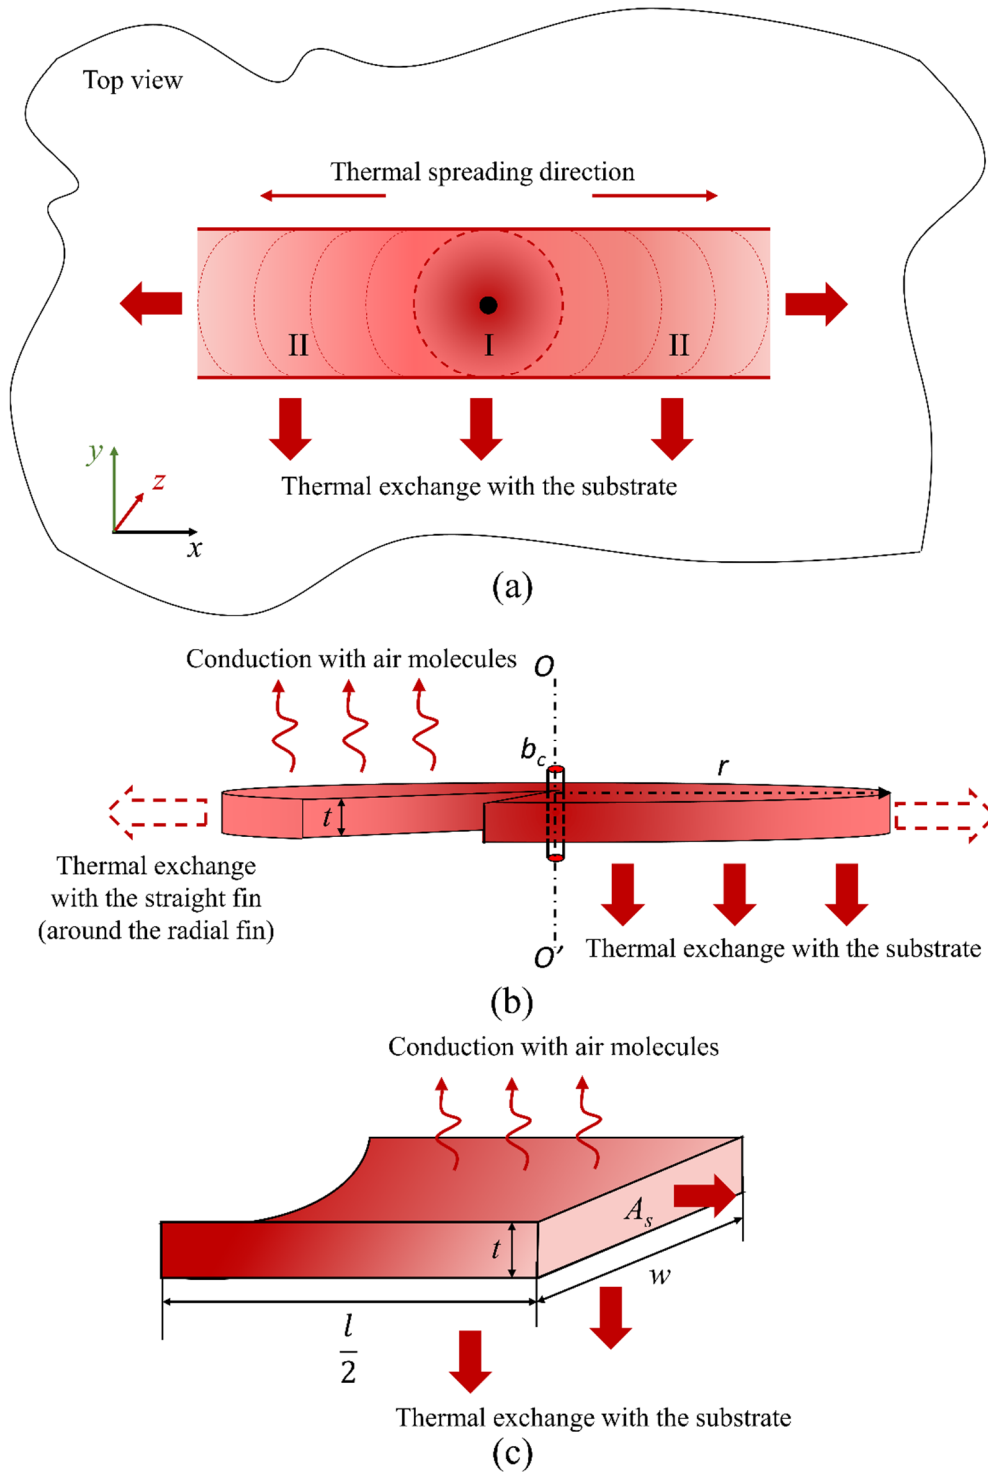 Top view
Thermal spreading direction
II
I
II
Thermal exchange with the substrate
y
z
x
(a)
Conduction with air molecules
O
b_c
r
t
Thermal exchange
with the straight fin
(around the radial fin)
O'
Thermal exchange with the substrate
(b)
Conduction with air molecules
A_s
t
w
l
2
Thermal exchange with the substrate
(c)